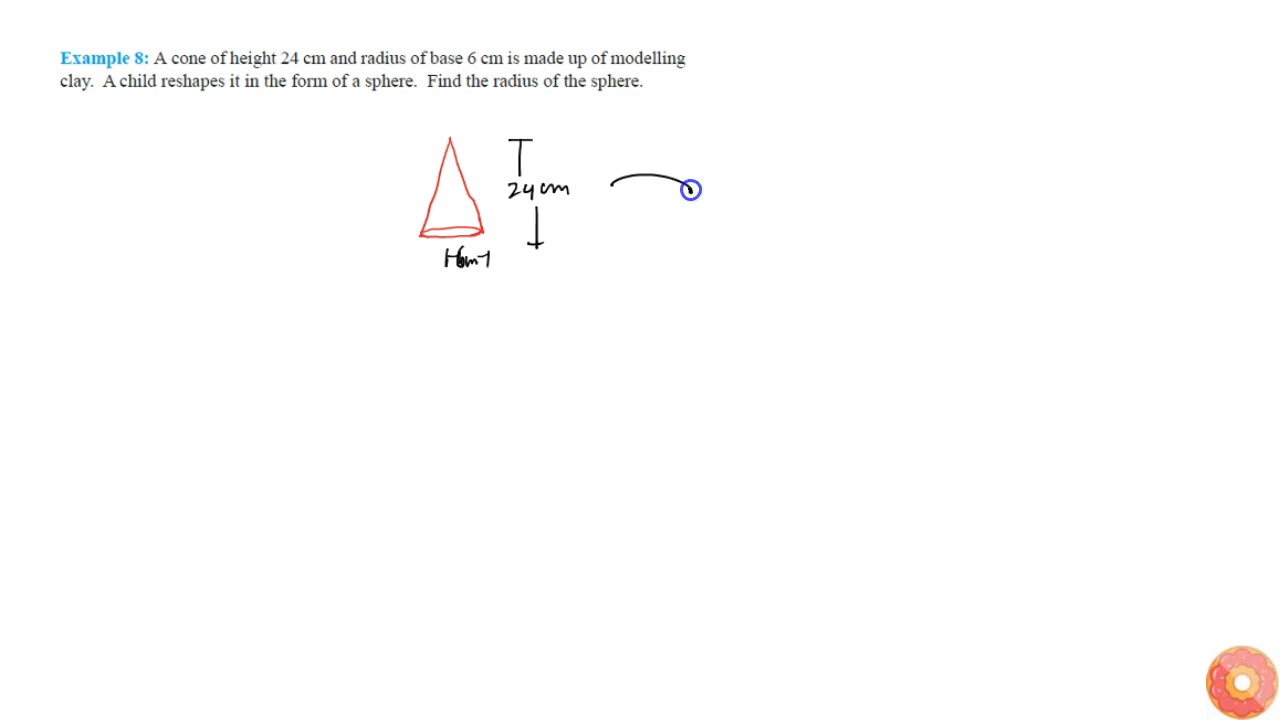 Example 8: A cone of height 24 cm and radius of base 6 cm is made up of modelling
clay. A child reshapes it in the form of a sphere. Find the radius of the sphere.
24 cm
6cm